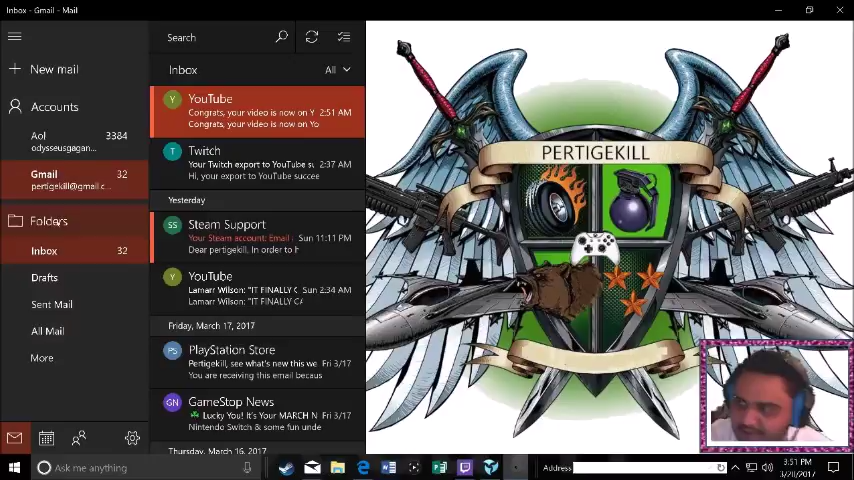 Inbox - Gmail - Mail
Search
New mail
Inbox
All
Accounts
Aol 3384
odysseusgagan...
Gmail 32
pertigekill@gmail.c...
Folders
Inbox 32
Drafts
Sent Mail
All Mail
More
Y
YouTube
Congrats, your video is now on Y 2:51 AM
Congrats, your video is now on Yo
T
Twitch
Your Twitch export to YouTube su 2:37 AM
Hi, your export to YouTube succee
Yesterday
SS
Steam Support
Your Steam account: Email Sun 11:11 PM
Dear pertigekill, In order to
Y
YouTube
Lamarr Wilson: "IT FINALLY Sun 2:34 AM
Lamarr Wilson: "IT FINALLY
Friday, March 17, 2017
PS
PlayStation Store
Pertigekill, see what's new this we Fri 3/17
You are receiving this email becaus
GN
GameStop News
Lucky You! It's Your MARCH N Fri 3/17
Nintendo Switch & some fun unde
Thursday, March 16, 2017
PERTIGEKILL
Ask me anything
Address
3:51 PM
3/20/2017